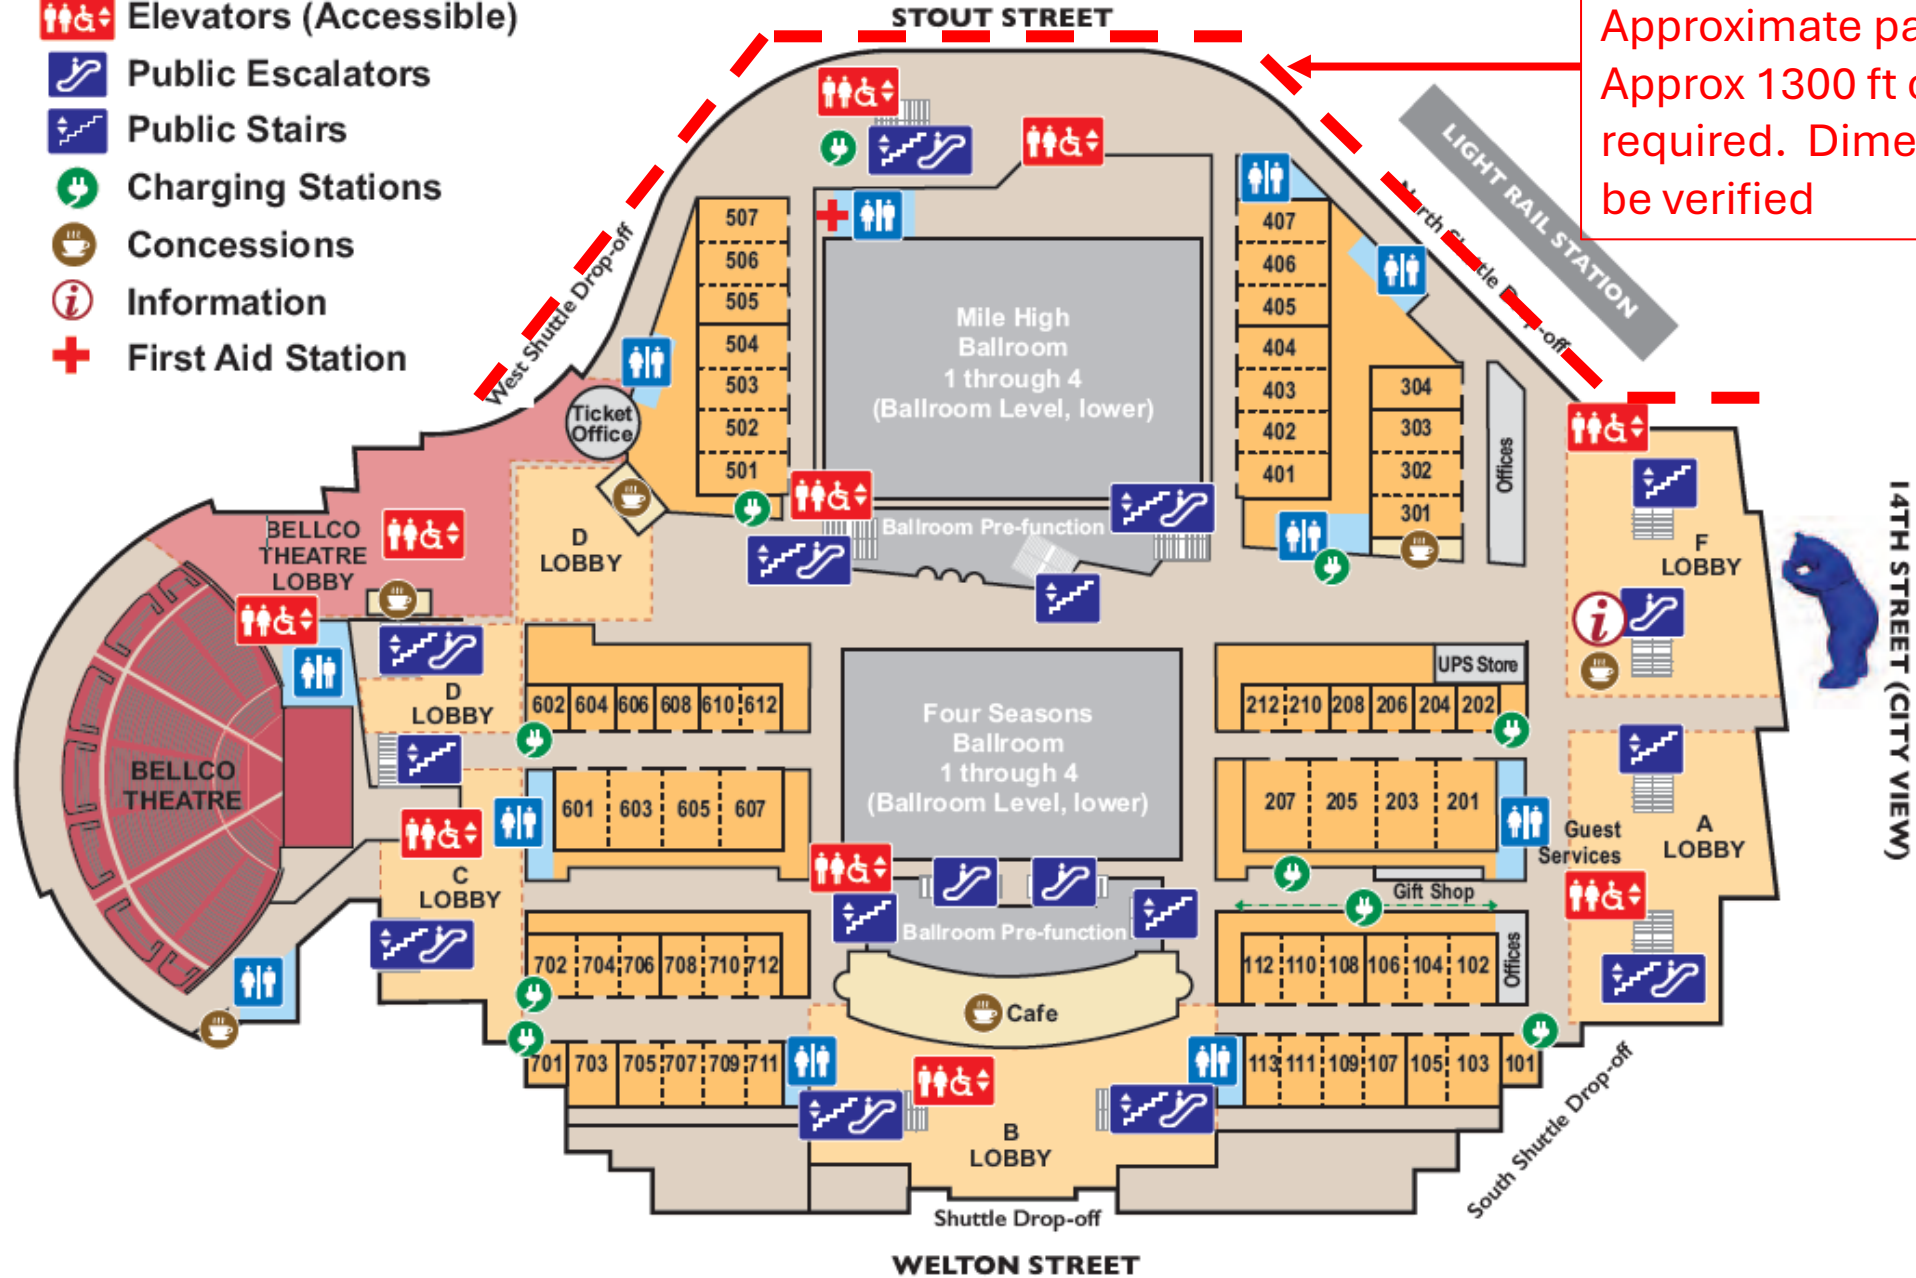 Elevators (Accessible)
Public Escalators
Public Stairs
Charging Stations
Concessions
Information
First Aid Station
STOUT STREET
Approximate
Approx 1300 ft
required. Dime
be verified
LIGHT RAIL STATION
North Shuttle Drop-off
West Shuttle Drop-off
507
506
505
504
503
502
501
Mile High
Ballroom
1 through 4
(Ballroom Level, lower)
407
406
405
404
403
402
401
304
303
302
301
Offices
Ticket
Office
BELLCO
THEATRE
LOBBY
D
LOBBY
Ballroom Pre-function
F
LOBBY
14TH STREET (CITY VIEW)
UPS Store
D
LOBBY
602 604 606 608 610 612
Four Seasons
Ballroom
1 through 4
(Ballroom Level, lower)
212 210 208 206 204 202
BELLCO
THEATRE
601 603 605 607
207 205 203 201
Guest
Services
A
LOBBY
C
LOBBY
Gift Shop
Ballroom Pre-function
702 704 706 708 710 712
112 110 108 106 104 102
Offices
Cafe
701 703 705 707 709 711
113 111 109 107 105 103 101
B
LOBBY
South Shuttle Drop-off
Shuttle Drop-off
WELTON STREET